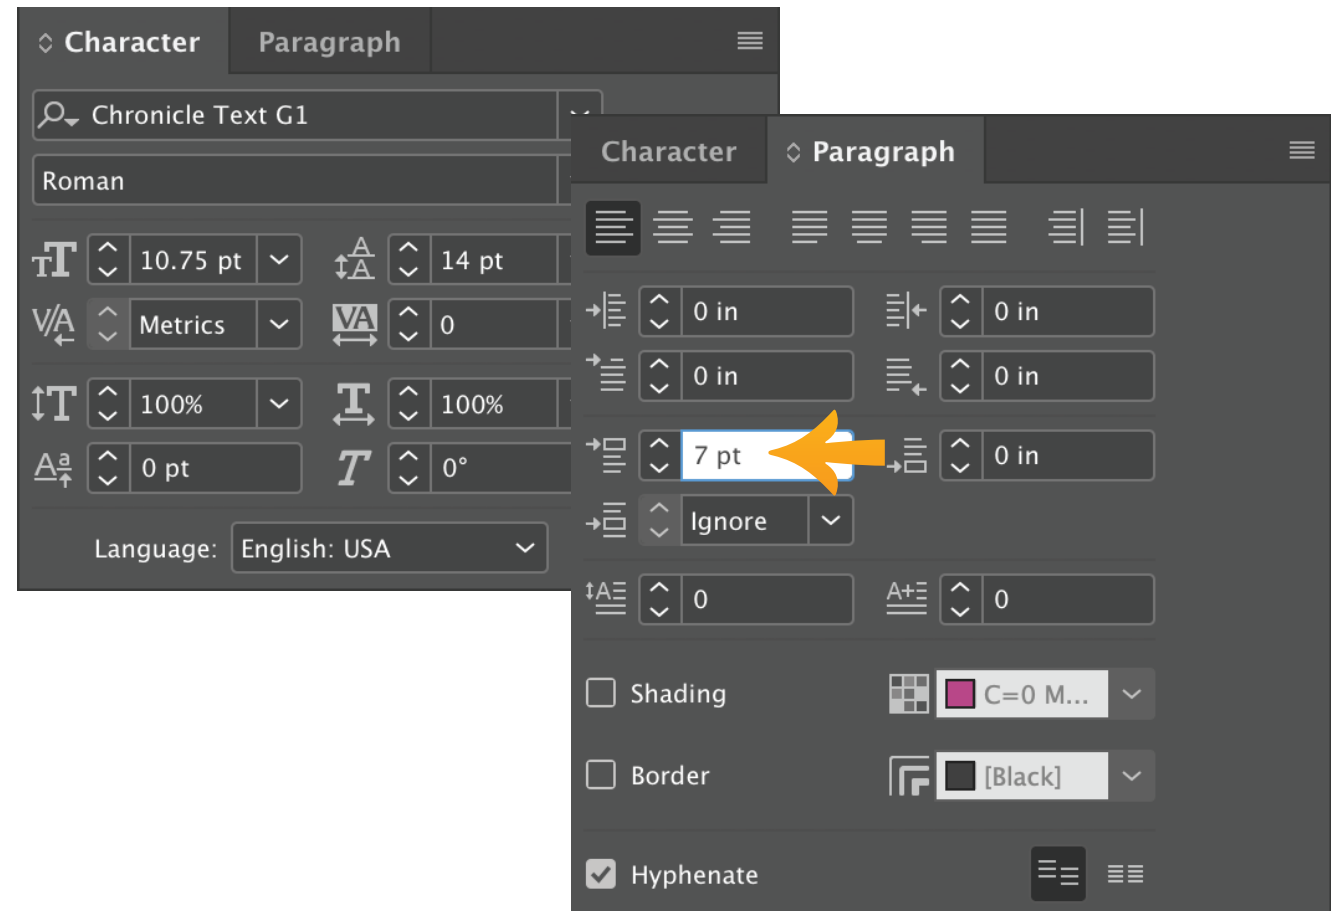 Character Paragraph
Chronicle Text G1
Roman
10.75 pt 14 pt
Metrics 0
100% 100%
0 pt 0°
Language: English: USA
Character Paragraph
0 in 0 in
0 in 0 in
7 pt 0 in
Ignore
0 0
Shading C=0 M...
Border [Black]
Hyphenate